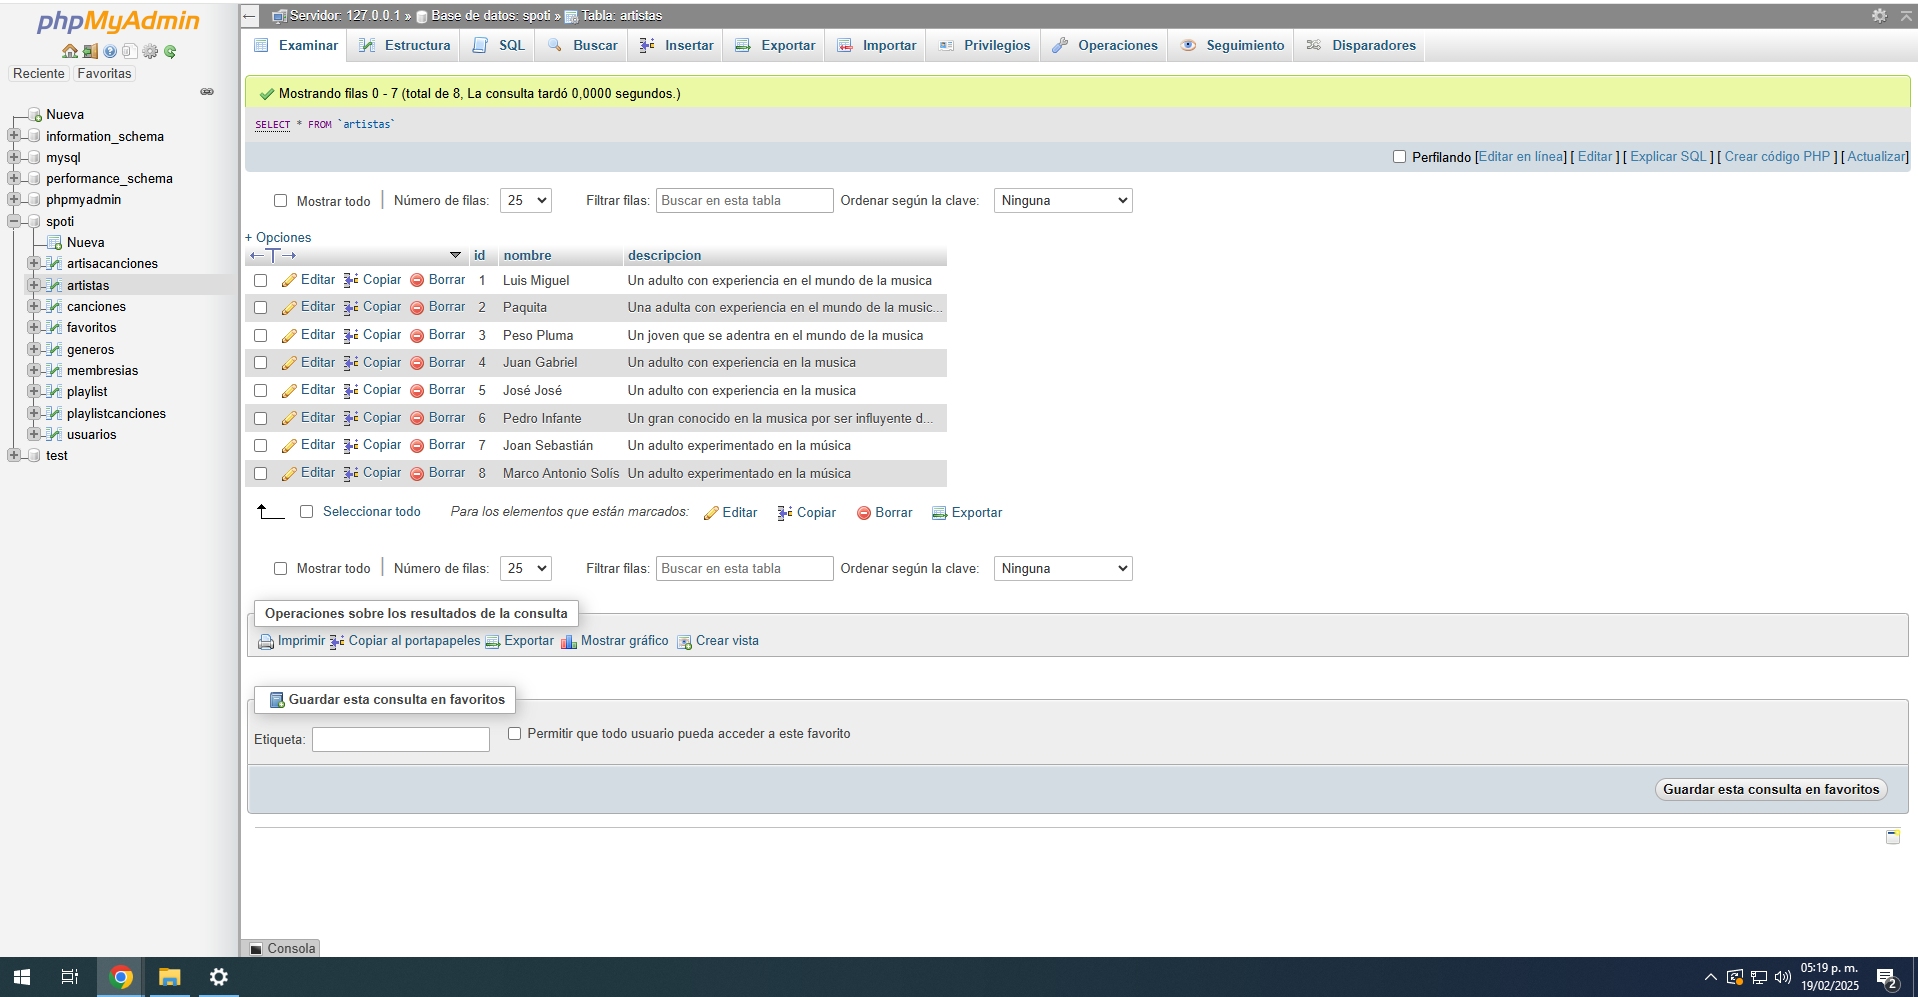 phpMyAdmin
Reciente Favoritas
Nueva
information_schema
mysql
performance_schema
phpmyadmin
spoti
Nueva
artisacanciones
artistas
canciones
favoritos
generos
membresias
playlist
playlistcanciones
usuarios
test
Servidor: 127.0.0.1 » Base de datos: spoti » Tabla: artistas
Examinar Estructura SQL Buscar Insertar Exportar Importar Privilegios Operaciones Seguimiento Disparadores
Mostrando filas 0 - 7 (total de 8, La consulta tardó 0,0000 segundos.)
SELECT * FROM `artistas`
Perfilando [Editar en línea] [ Editar ] [ Explicar SQL ] [ Crear código PHP ] [ Actualizar]
Mostrar todo | Número de filas: 25 Filtrar filas: Buscar en esta tabla Ordenar según la clave: Ninguna
+ Opciones
←T→ id nombre descripcion
Editar Copiar Borrar 1 Luis Miguel Un adulto con experiencia en el mundo de la musica
Editar Copiar Borrar 2 Paquita Una adulta con experiencia en el mundo de la music...
Editar Copiar Borrar 3 Peso Pluma Un joven que se adentra en el mundo de la musica
Editar Copiar Borrar 4 Juan Gabriel Un adulto con experiencia en la musica
Editar Copiar Borrar 5 José José Un adulto con experiencia en la musica
Editar Copiar Borrar 6 Pedro Infante Un gran conocido en la musica por ser influyente d...
Editar Copiar Borrar 7 Joan Sebastián Un adulto experimentado en la música
Editar Copiar Borrar 8 Marco Antonio Solís Un adulto experimentado en la música
Seleccionar todo Para los elementos que están marcados: Editar Copiar Borrar Exportar
Mostrar todo | Número de filas: 25 Filtrar filas: Buscar en esta tabla Ordenar según la clave: Ninguna
Operaciones sobre los resultados de la consulta
Imprimir Copiar al portapapeles Exportar Mostrar gráfico Crear vista
Guardar esta consulta en favoritos
Etiqueta: Permitir que todo usuario pueda acceder a este favorito
Guardar esta consulta en favoritos
Consola
05:19 p. m.
19/02/2025
2